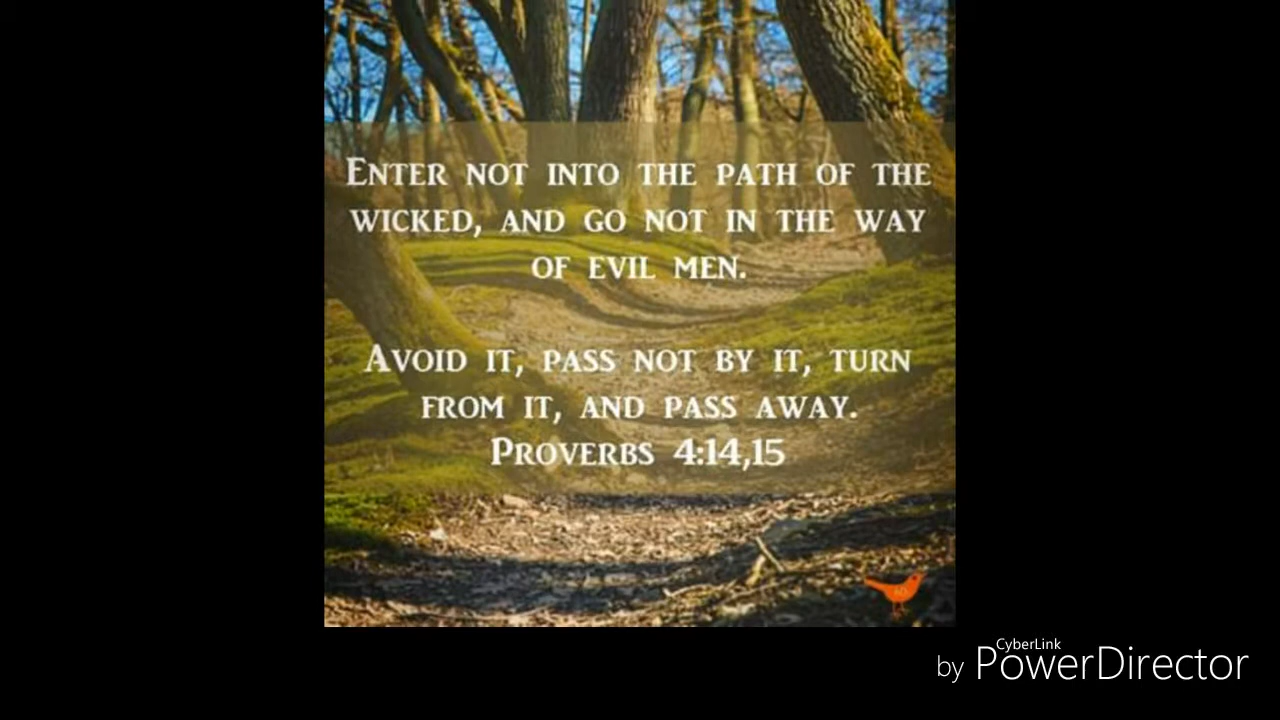 Enter not into the path of the
wicked, and go not in the way
of evil men.
Avoid it, pass not by it, turn
from it, and pass away.
Proverbs 4:14,15
CyberLink
by PowerDirector